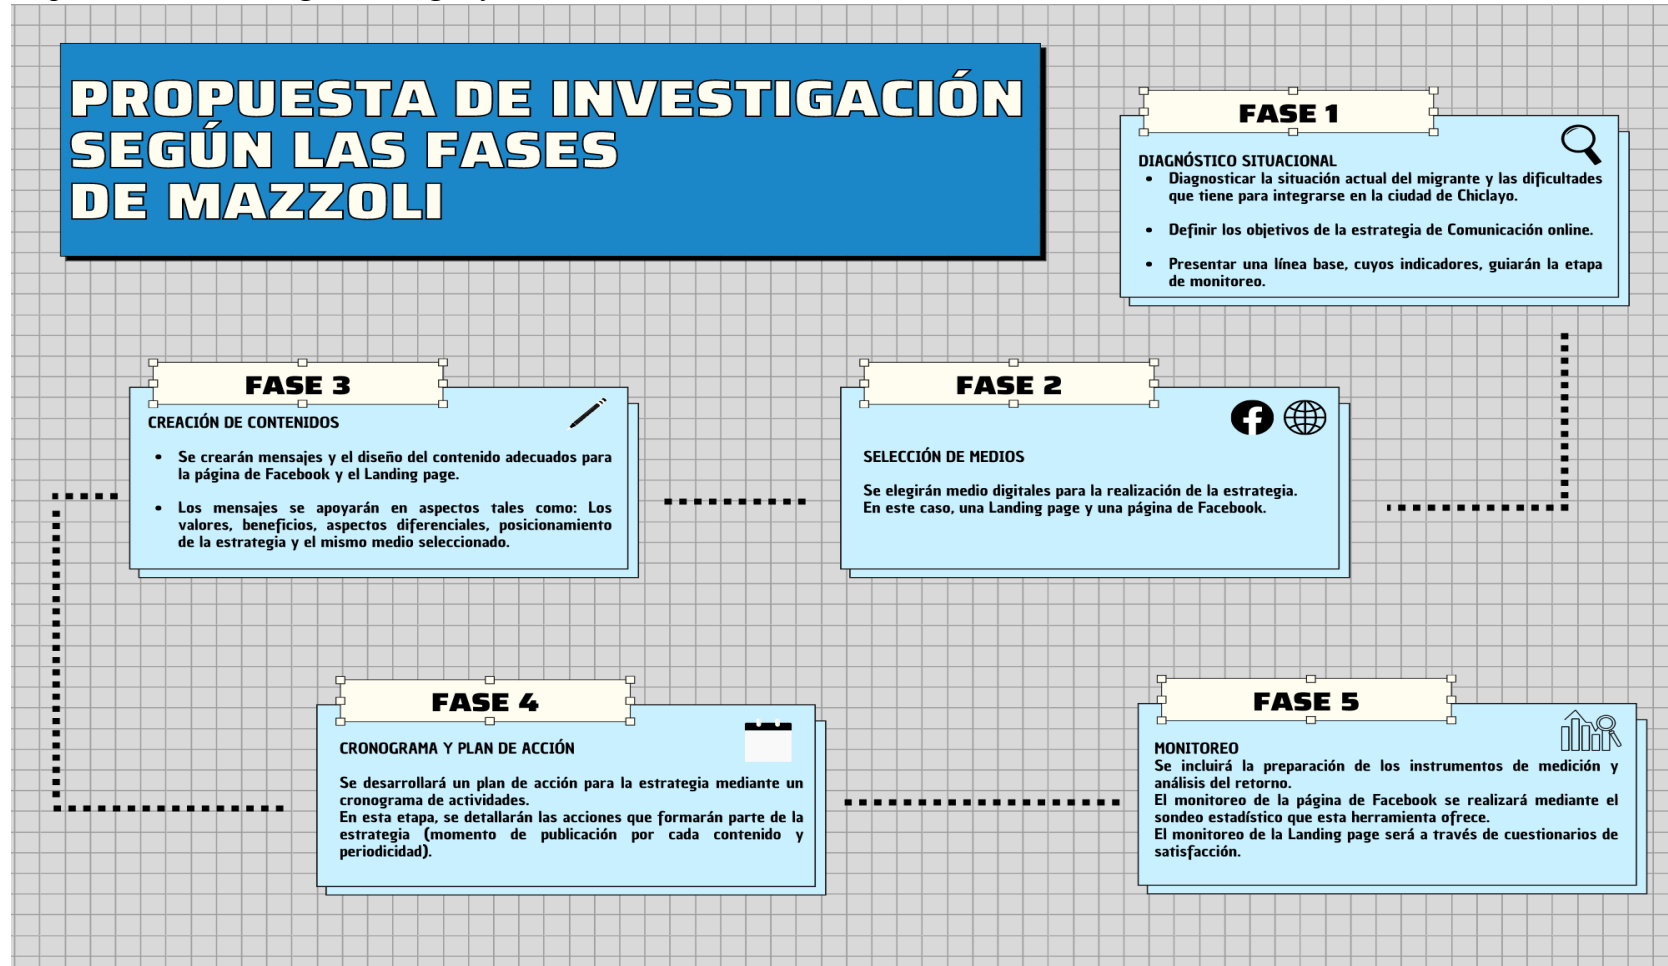 PROPUESTA DE INVESTIGACIÓN
SEGÚN LAS FASES
DE MAZZOLI
FASE 1
DIAGNÓSTICO SITUACIONAL
• Diagnosticar la situación actual del migrante y las dificultades
que tiene para integrarse en la ciudad de Chiclayo.
• Definir los objetivos de la estrategia de Comunicación online.
• Presentar una línea base, cuyos indicadores, guiarán la etapa
de monitoreo.
FASE 2
SELECCIÓN DE MEDIOS
Se elegirán medio digitales para la realización de la estrategia.
En este caso, una Landing page y una página de Facebook.
FASE 3
CREACIÓN DE CONTENIDOS
• Se crearán mensajes y el diseño del contenido adecuados para
la página de Facebook y el Landing page.
• Los mensajes se apoyarán en aspectos tales como: Los
valores, beneficios, aspectos diferenciales, posicionamiento
de la estrategia y el mismo medio seleccionado.
FASE 4
CRONOGRAMA Y PLAN DE ACCIÓN
Se desarrollará un plan de acción para la estrategia mediante un
cronograma de actividades.
En esta etapa, se detallarán las acciones que formarán parte de la
estrategia (momento de publicación por cada contenido y
periodicidad).
FASE 5
MONITOREO
Se incluirá la preparación de los instrumentos de medición y
análisis del retorno.
El monitoreo de la página de Facebook se realizará mediante el
sondeo estadístico que esta herramienta ofrece.
El monitoreo de la Landing page será a través de cuestionarios de
satisfacción.